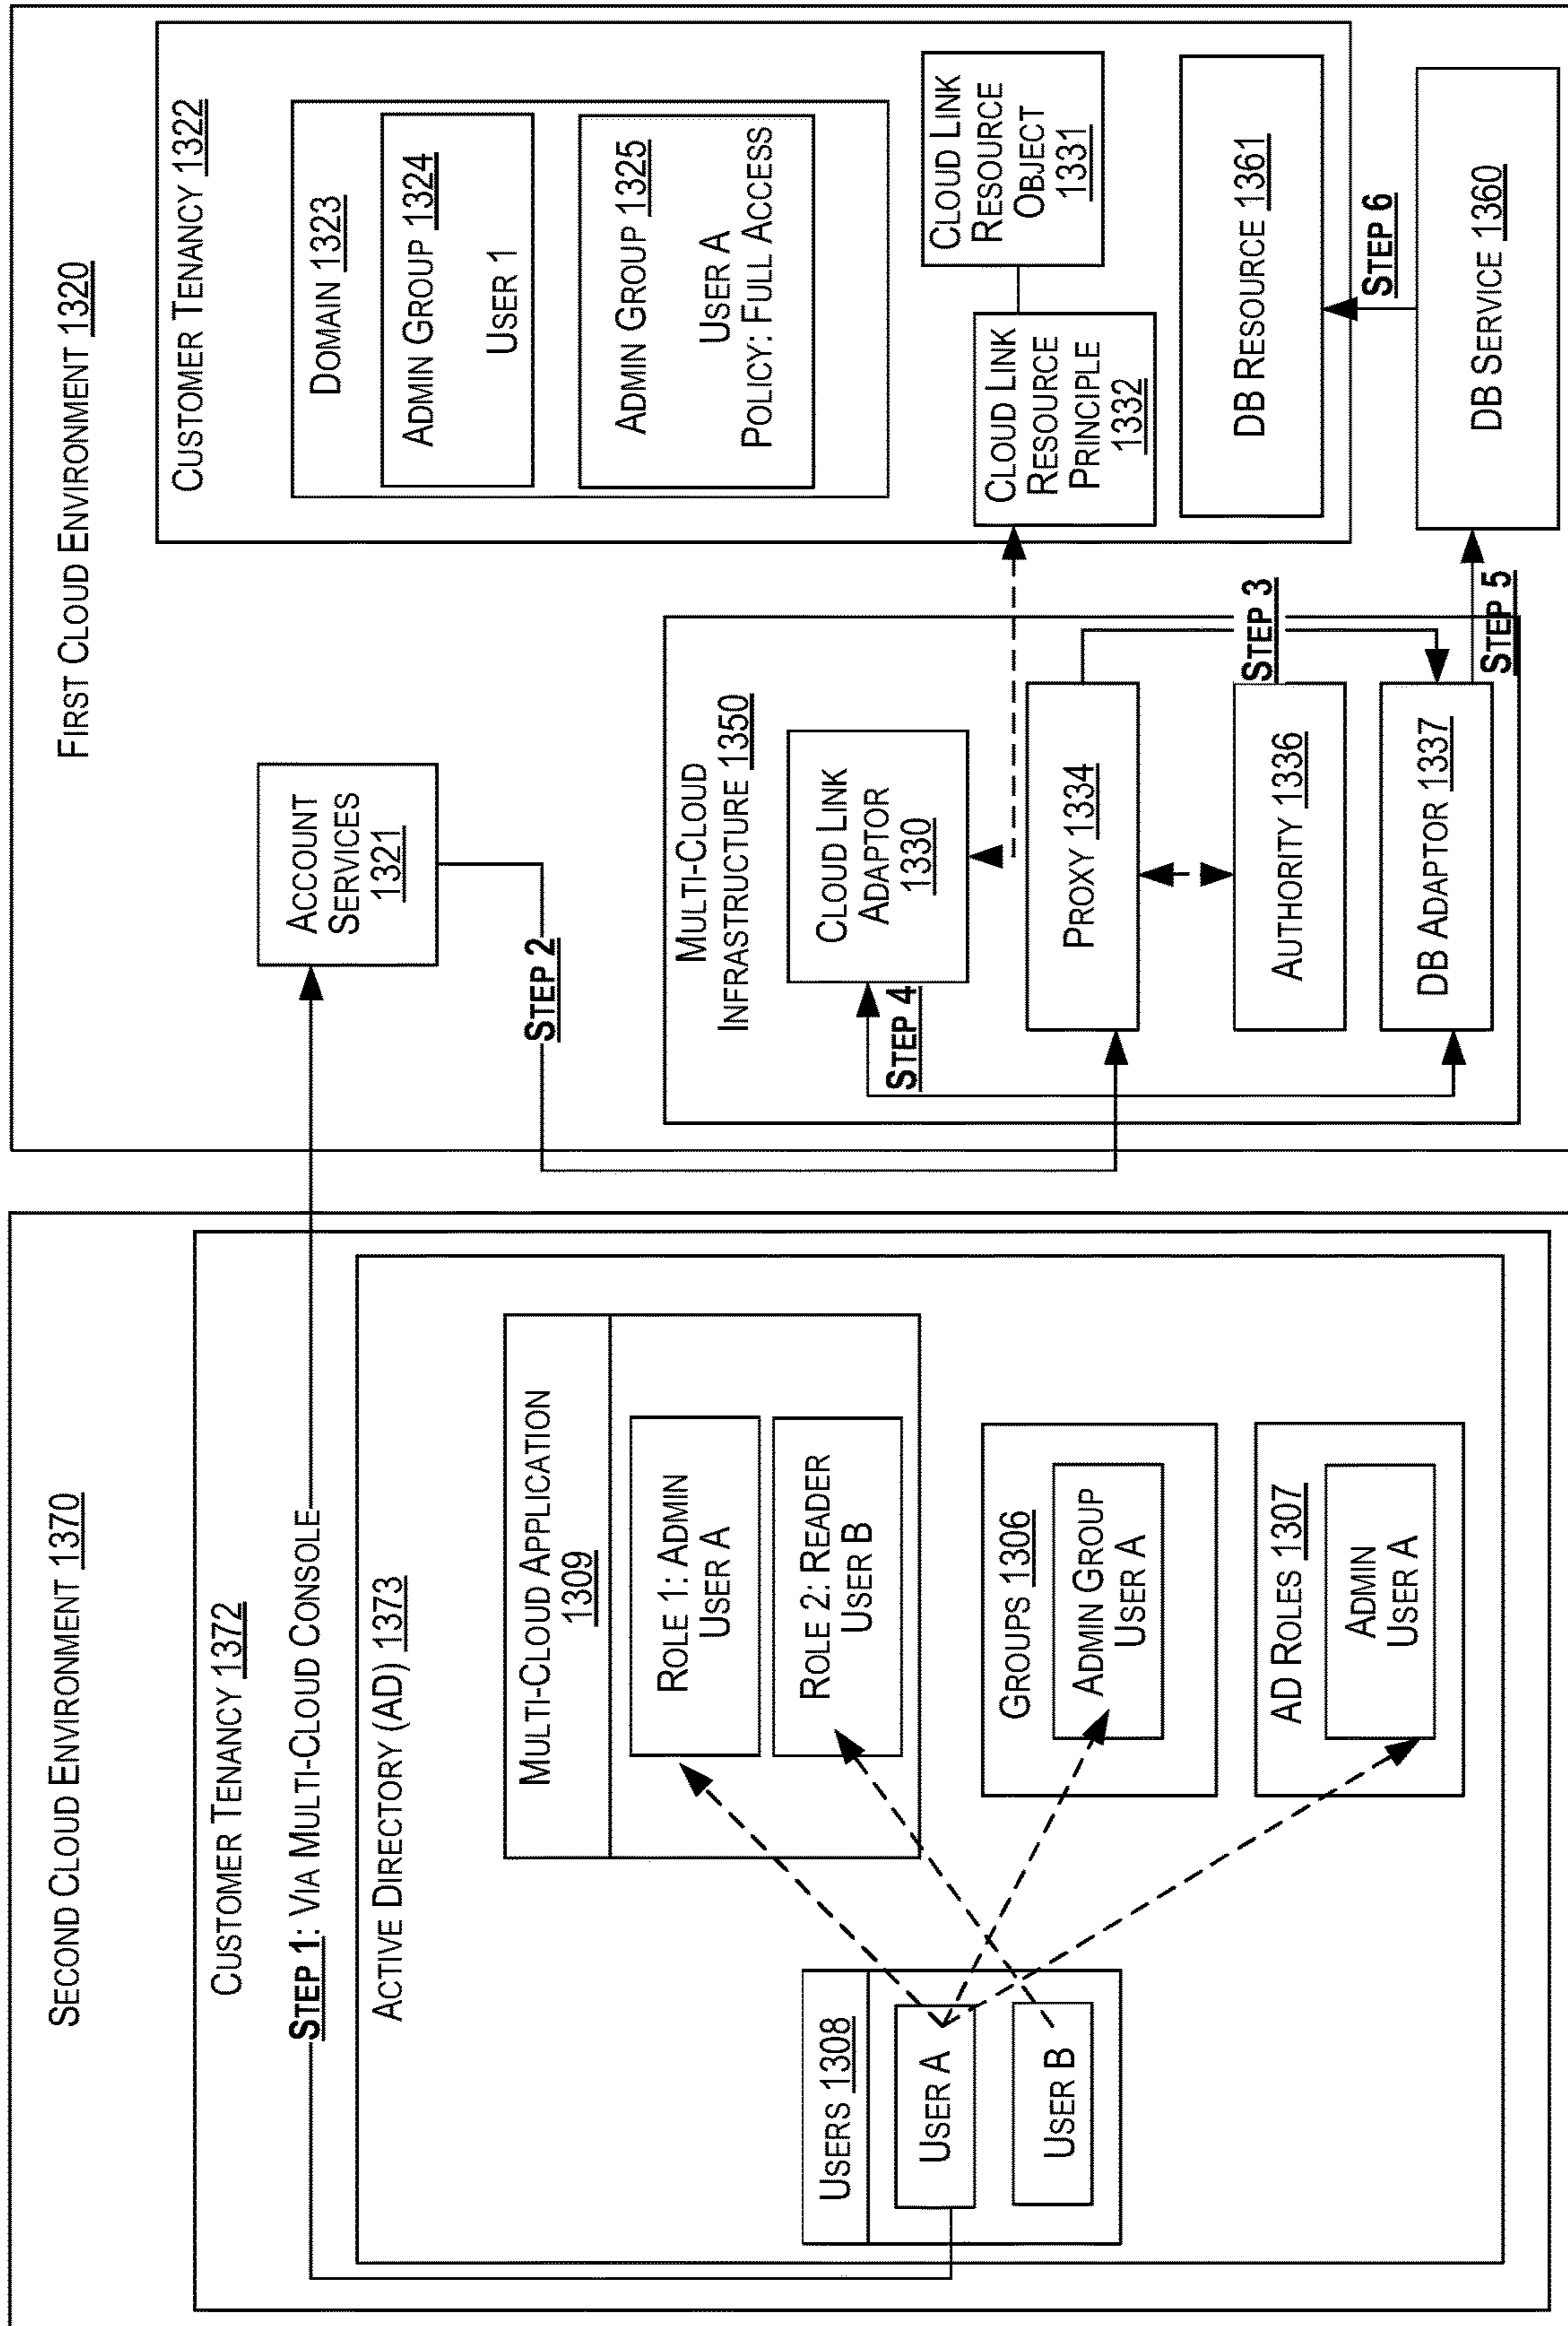 SECOND CLOUD ENVIRONMENT 1370
CUSTOMER TENANCY 1372
STEP 1: VIA MULTI-CLOUD CONSOLE
ACTIVE DIRECTORY (AD) 1373
USERS 1308
USER A
USER B
MULTI-CLOUD APPLICATION
1309
ROLE 1: ADMIN
USER A
ROLE 2: READER
USER B
GROUPS 1306
ADMIN GROUP
USER A
AD ROLES 1307
ADMIN
USER A
FIRST CLOUD ENVIRONMENT 1320
ACCOUNT
SERVICES
1321
STEP 2
MULTI-CLOUD
INFRASTRUCTURE 1350
CLOUD LINK
ADAPTOR
1330
STEP 4
PROXY 1334
STEP 3
AUTHORITY 1336
DB ADAPTOR 1337
STEP 5
CUSTOMER TENANCY 1322
DOMAIN 1323
ADMIN GROUP 1324
USER 1
ADMIN GROUP 1325
USER A
POLICY: FULL ACCESS
CLOUD LINK
RESOURCE
PRINCIPLE
1332
CLOUD LINK
RESOURCE
OBJECT
1331
DB RESOURCE 1361
STEP 6
DB SERVICE 1360